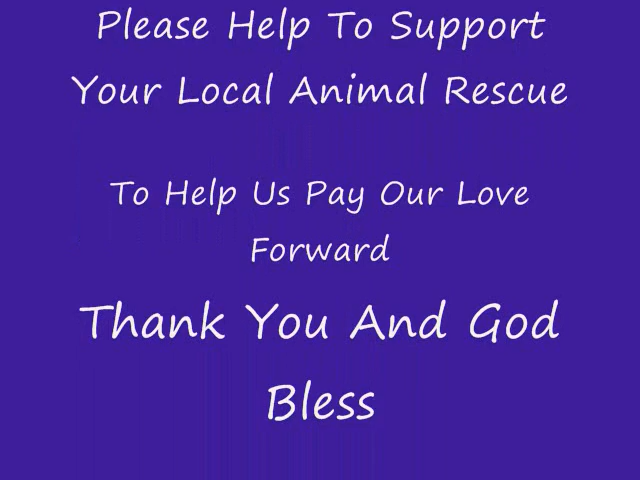 Please Help To Support
Your Local Animal Rescue
To Help Us Pay Our Love
Forward
Thank You And God
Bless